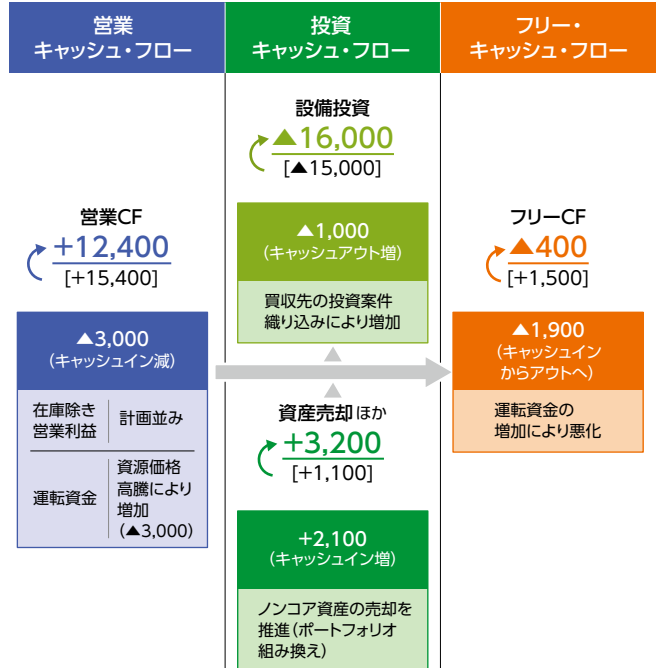 営業
キャッシュ・フロー
投資
キャッシュ・フロー
フリー・
キャッシュ・フロー
営業CF
+12,400
[+15,400]
▲3,000
(キャッシュイン減)
在庫除き
営業利益
計画並み
運転資金
資源価格
高騰により
増加
(▲3,000)
設備投資
▲16,000
[▲15,000]
▲1,000
(キャッシュアウト増)
買収先の投資案件
織り込みにより増加
資産売却 ほか
+3,200
[+1,100]
+2,100
(キャッシュイン増)
ノンコア資産の売却を
推進(ポートフォリオ
組み換え)
フリーCF
▲400
[+1,500]
▲1,900
(キャッシュイン
からアウトへ)
運転資金の
増加により悪化